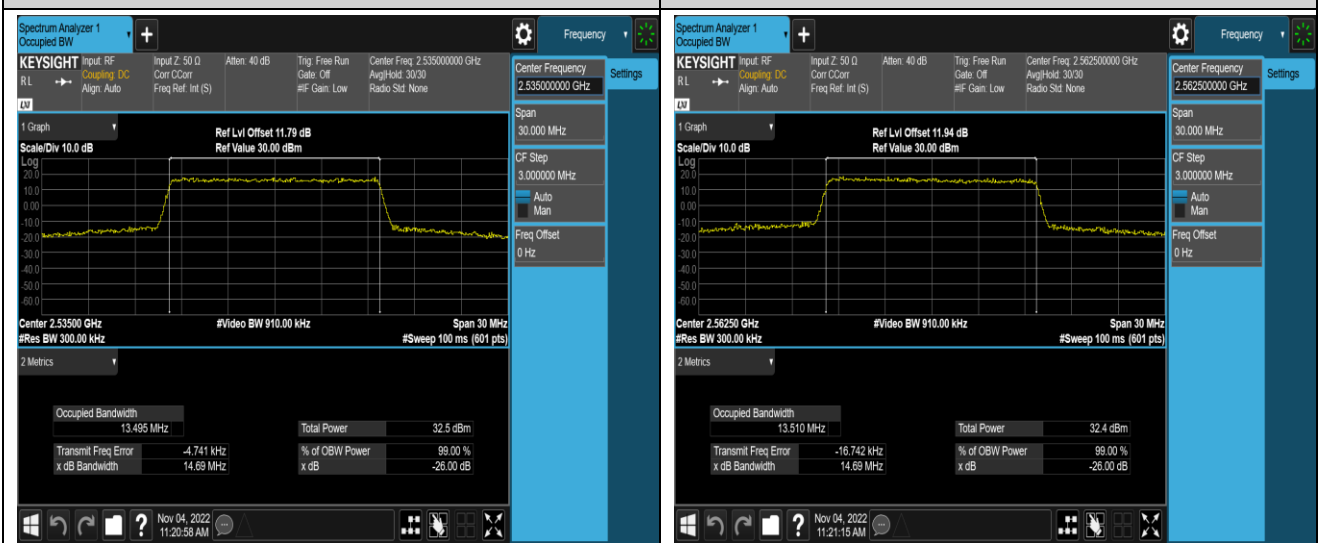 Spectrum Analyzer 1
Occupied BW
Frequency
KEYSIGHT
RL
Input: RF
Coupling: DC
Align: Auto
Input Z: 50 Ω
Corr CCorr
Freq Ref: Int (S)
Atten: 40 dB
Trig: Free Run
Gate: Off
#IF Gain: Low
Center Freq: 2.535000000 GHz
Avg|Hold: 30/30
Radio Std: None
LXI
Center Frequency
2.535000000 GHz
Settings
Span
30.000 MHz
CF Step
3.000000 MHz
Auto
Man
Freq Offset
0 Hz
1 Graph
Scale/Div 10.0 dB
Ref Lvl Offset 11.79 dB
Ref Value 30.00 dBm
Log
20.0
10.0
0.00
-10.0
-20.0
-30.0
-40.0
-50.0
-60.0
Center 2.53500 GHz
#Video BW 910.00 kHz
Span 30 MHz
#Res BW 300.00 kHz
#Sweep 100 ms (601 pts)
2 Metrics
Occupied Bandwidth
13.495 MHz
Total Power 32.5 dBm
Transmit Freq Error -4.741 kHz
% of OBW Power 99.00 %
x dB Bandwidth 14.69 MHz
x dB -26.00 dB
?
Nov 04, 2022
11:20:58 AM
Spectrum Analyzer 1
Occupied BW
Frequency
KEYSIGHT
RL
Input: RF
Coupling: DC
Align: Auto
Input Z: 50 Ω
Corr CCorr
Freq Ref: Int (S)
Atten: 40 dB
Trig: Free Run
Gate: Off
#IF Gain: Low
Center Freq: 2.562500000 GHz
Avg|Hold: 30/30
Radio Std: None
LXI
Center Frequency
2.562500000 GHz
Settings
Span
30.000 MHz
CF Step
3.000000 MHz
Auto
Man
Freq Offset
0 Hz
1 Graph
Scale/Div 10.0 dB
Ref Lvl Offset 11.94 dB
Ref Value 30.00 dBm
Log
20.0
10.0
0.00
-10.0
-20.0
-30.0
-40.0
-50.0
-60.0
Center 2.56250 GHz
#Video BW 910.00 kHz
Span 30 MHz
#Res BW 300.00 kHz
#Sweep 100 ms (601 pts)
2 Metrics
Occupied Bandwidth
13.510 MHz
Total Power 32.4 dBm
Transmit Freq Error -16.742 kHz
% of OBW Power 99.00 %
x dB Bandwidth 14.69 MHz
x dB -26.00 dB
?
Nov 04, 2022
11:21:15 AM